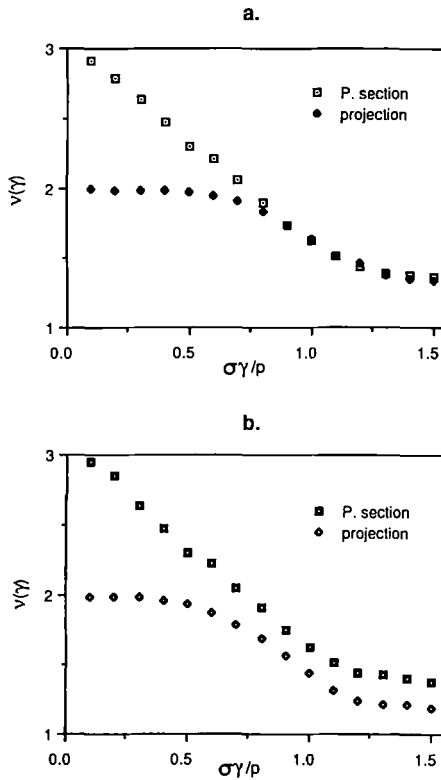 a.
3
P. section
projection
ν(γ)
2
1
0.0
0.5
1.0
1.5
σγ/p
b.
3
P. section
projection
ν(γ)
2
1
0.0
0.5
1.0
1.5
σγ/p